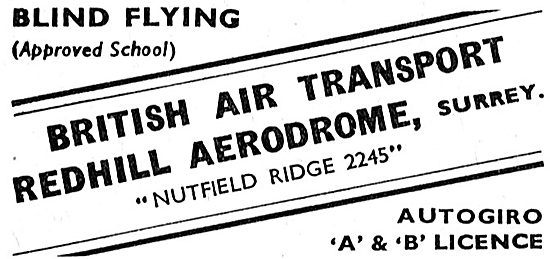 BLIND FLYING
(Approved School)
BRITISH AIR TRANSPORT
REDHILL AERODROME, SURREY.
"NUTFIELD RIDGE 2245"
AUTOGIRO
'A' & 'B' LICENCE